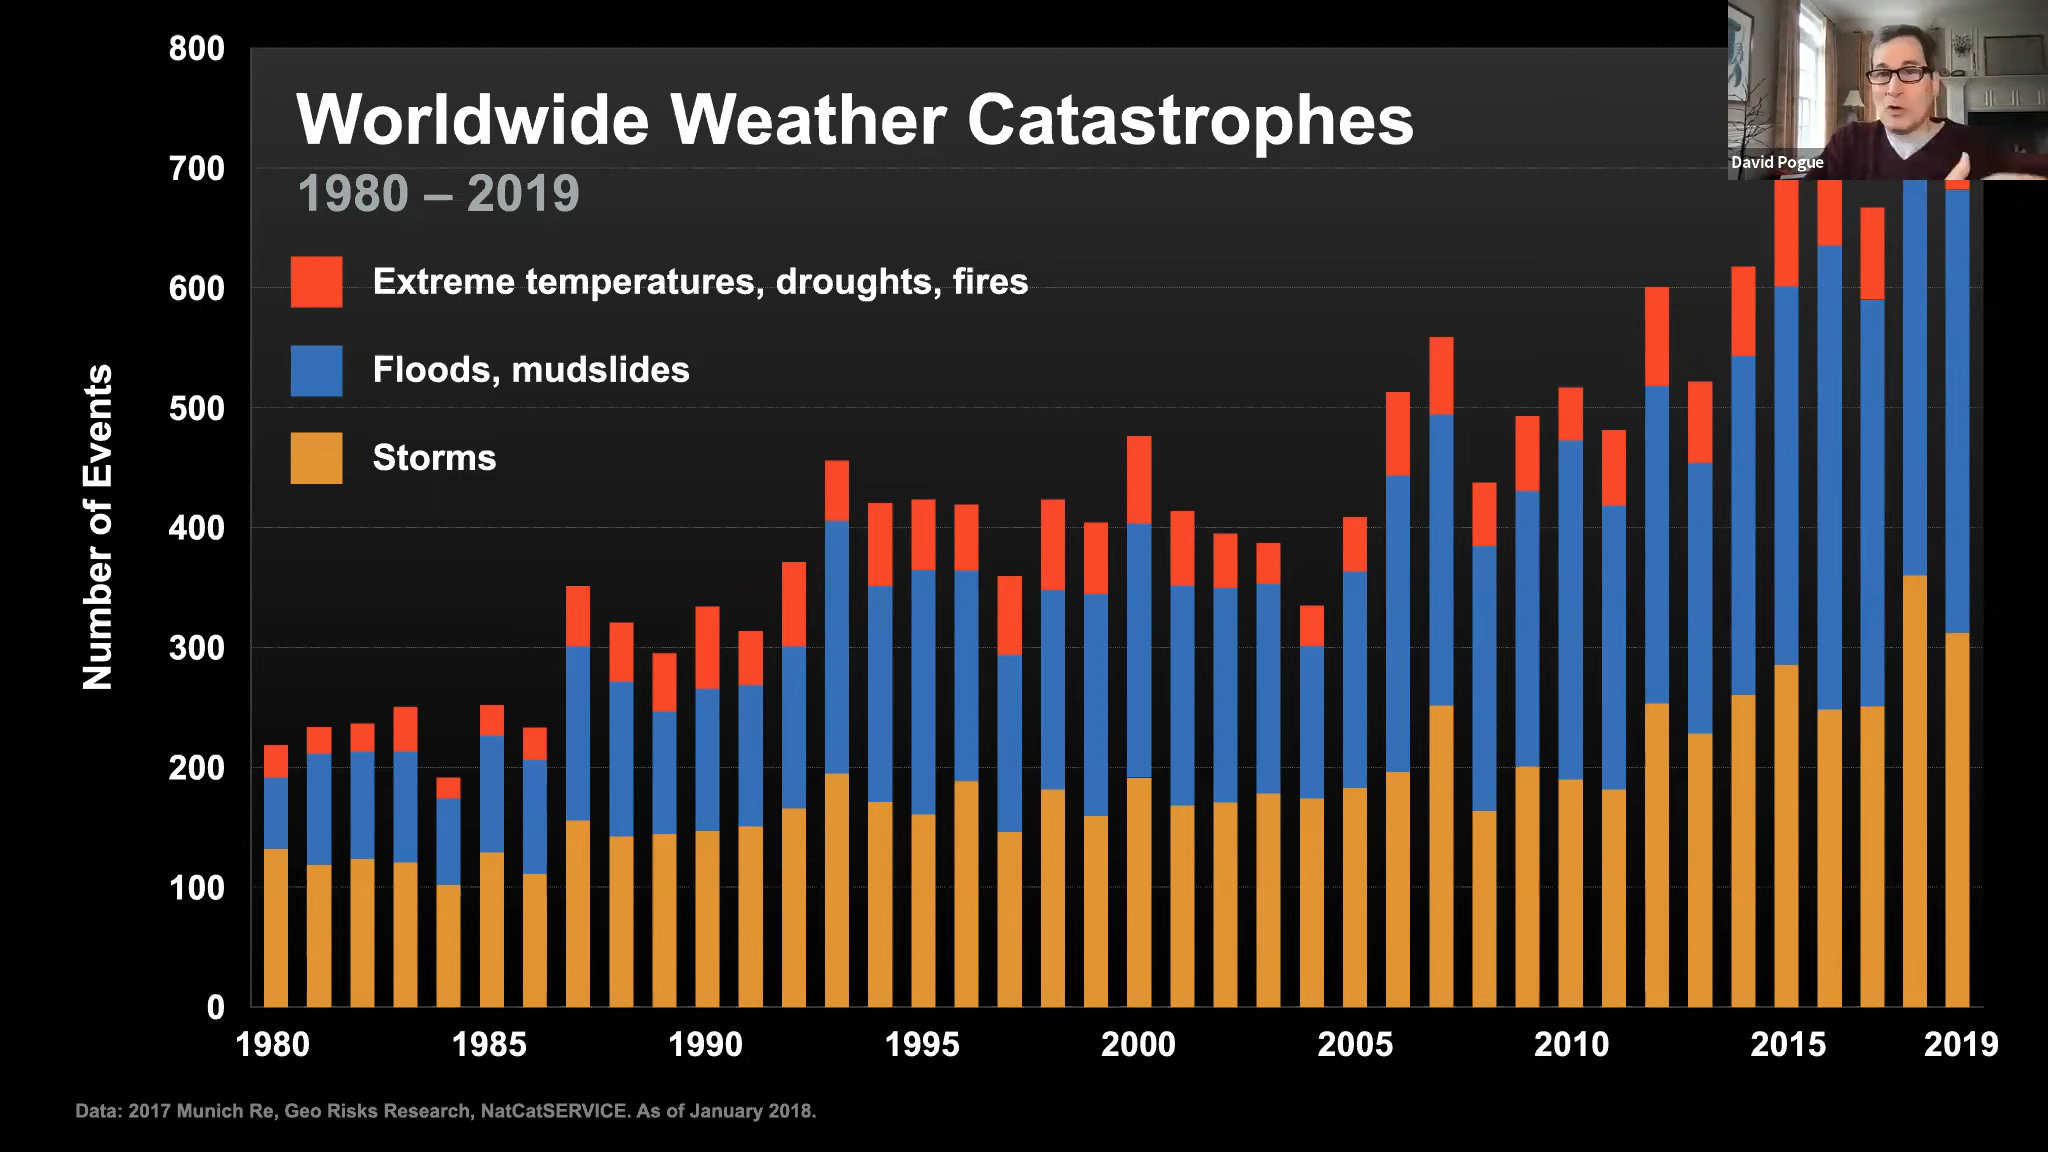 Worldwide Weather Catastrophes
1980 – 2019
David Pogue
Extreme temperatures, droughts, fires
Floods, mudslides
Storms
Number of Events
800
700
600
500
400
300
200
100
0
1980 1985 1990 1995 2000 2005 2010 2015 2019
Data: 2017 Munich Re, Geo Risks Research, NatCatSERVICE. As of January 2018.